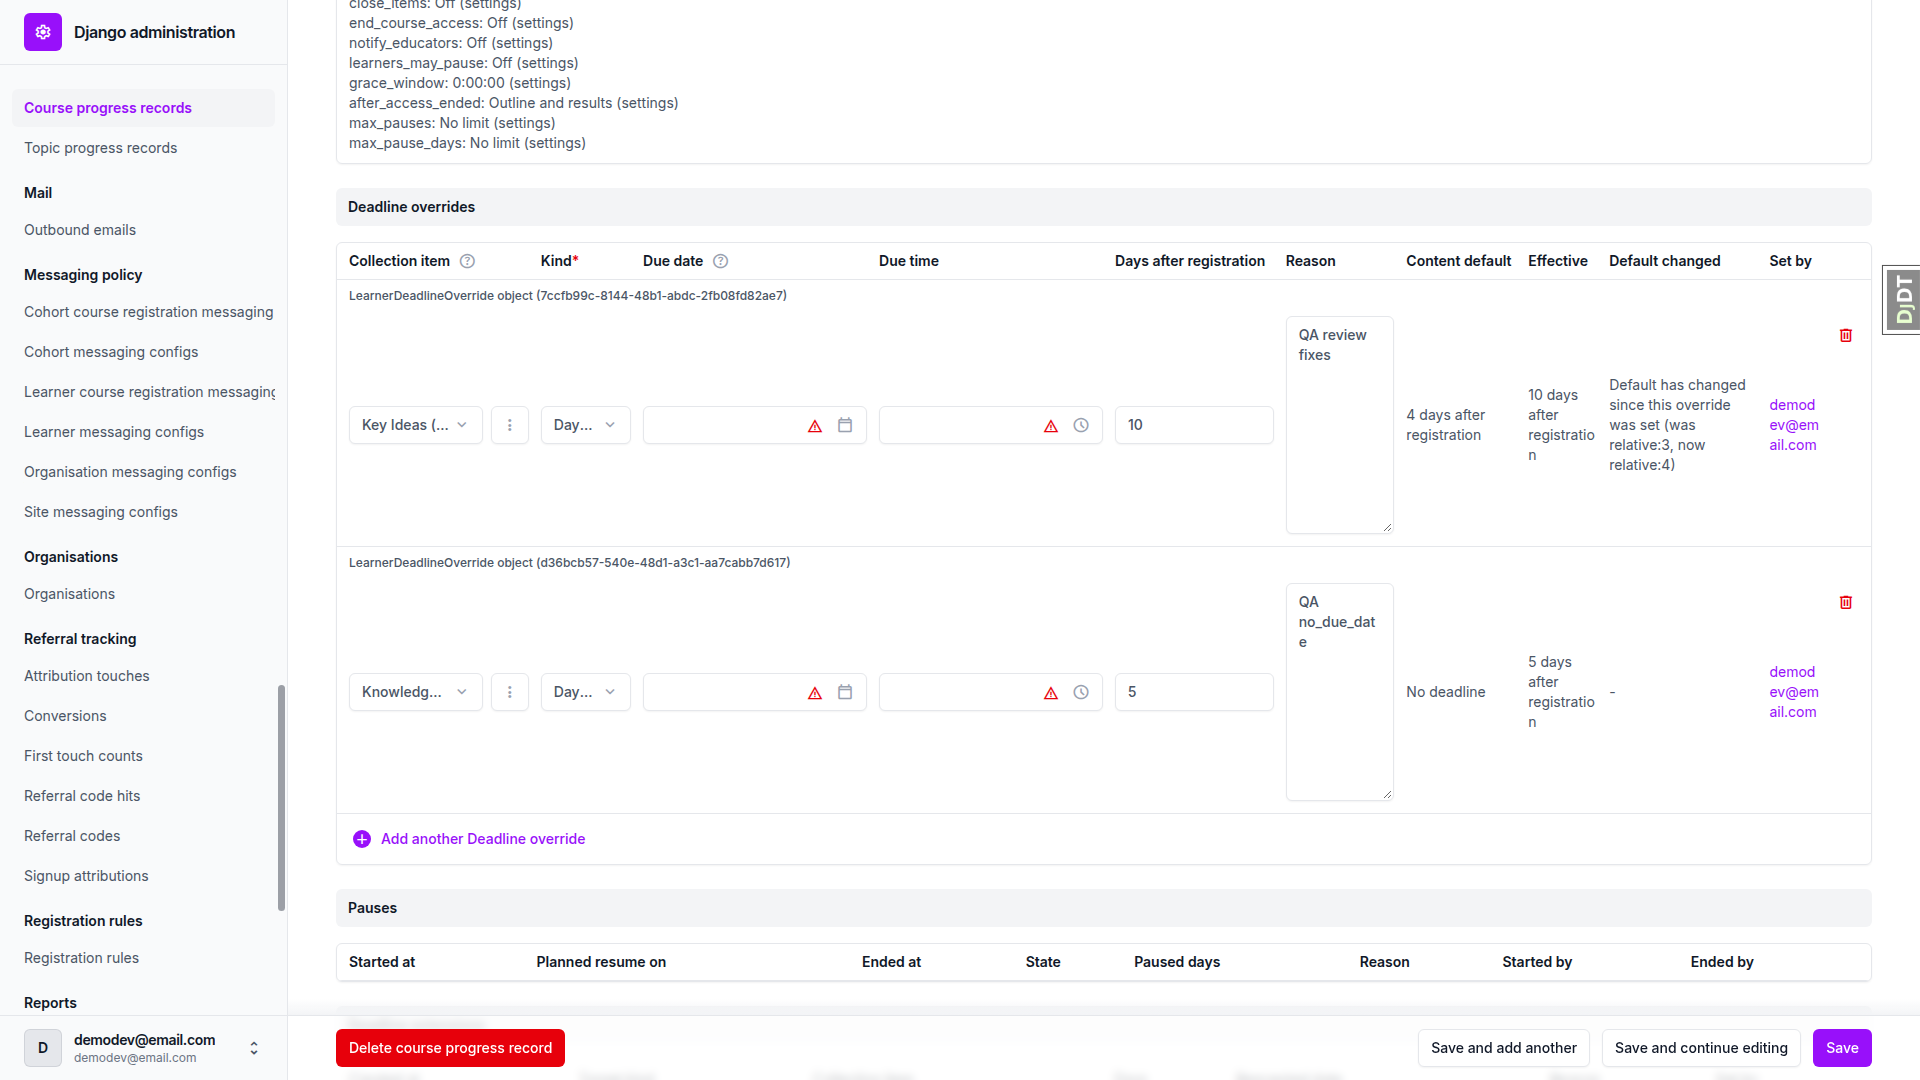 Django administration
Course progress records
Topic progress records
Mail
Outbound emails
Messaging policy
Cohort course registration messaging
Cohort messaging configs
Learner course registration messaging
Learner messaging configs
Organisation messaging configs
Site messaging configs
Organisations
Organisations
Referral tracking
Attribution touches
Conversions
First touch counts
Referral code hits
Referral codes
Signup attributions
Registration rules
Registration rules
Reports
D
demodev@email.com
demodev@email.com
close_items: Off (settings)
end_course_access: Off (settings)
notify_educators: Off (settings)
learners_may_pause: Off (settings)
grace_window: 0:00:00 (settings)
after_access_ended: Outline and results (settings)
max_pauses: No limit (settings)
max_pause_days: No limit (settings)
Deadline overrides
Collection item ? Kind* Due date ? Due time Days after registration Reason Content default Effective Default changed Set by
LearnerDeadlineOverride object (7ccfb99c-8144-48b1-abdc-2fb08fd82ae7)
Key Ideas (...
Day...
10
QA review
fixes
4 days after
registration
10 days
after
registratio
n
Default has changed
since this override
was set (was
relative:3, now
relative:4)
demod
ev@em
ail.com
LearnerDeadlineOverride object (d36bcb57-540e-48d1-a3c1-aa7cabb7d617)
Knowledg...
Day...
5
QA
no_due_dat
e
No deadline
5 days
after
registratio
n
-
demod
ev@em
ail.com
Add another Deadline override
Pauses
Started at Planned resume on Ended at State Paused days Reason Started by Ended by
Delete course progress record
Save and add another
Save and continue editing
Save
DjDT